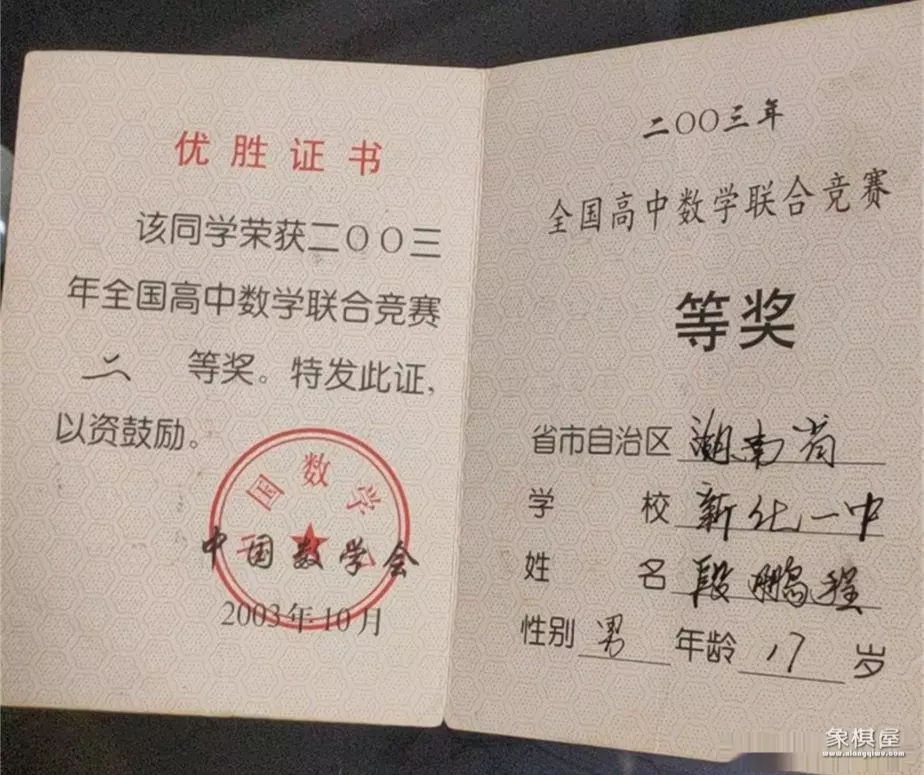 优胜证书
该同学荣获二〇〇三
年全国高中数学联合竞赛
二 等奖。特发此证,
以资鼓励。
国数学
中国数学会
2003年10月
二〇〇三年
全国高中数学联合竞赛
等奖
省市自治区 湖南省
学校 新化一中
姓名 段鹏程
性别 男 年龄 17 岁
象棋屋
www.xiangqiwu.com